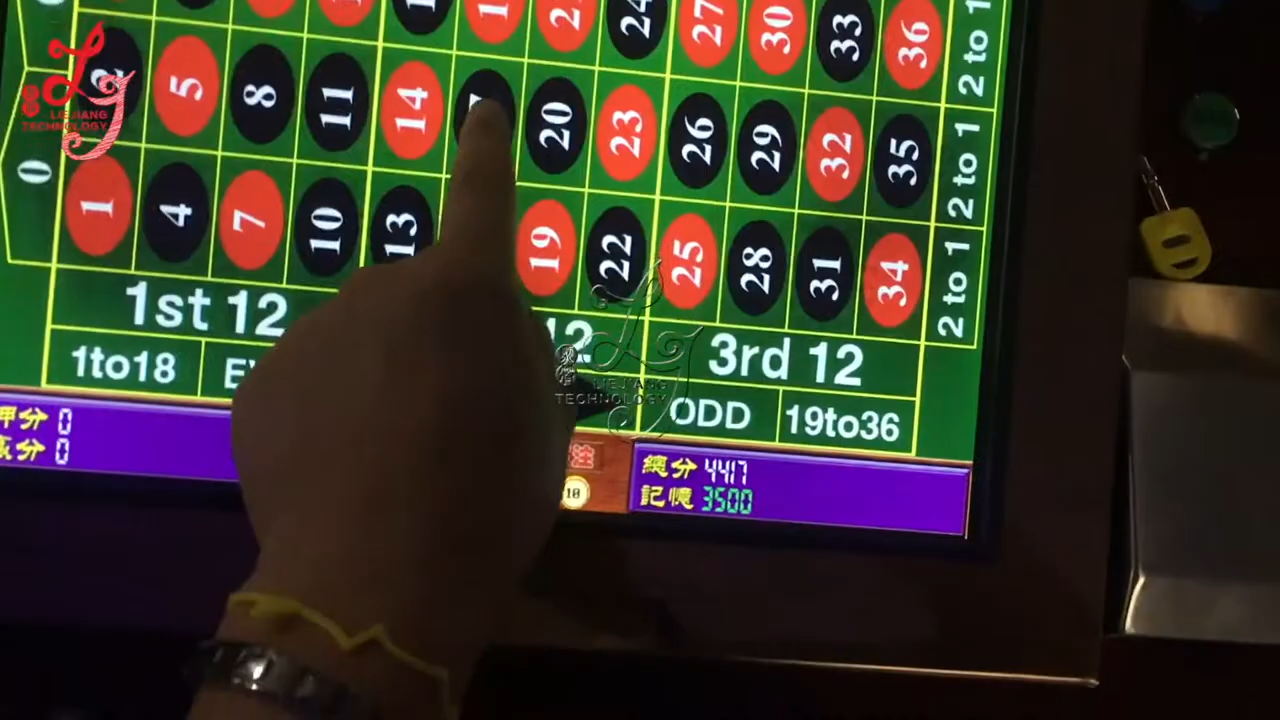 24 27 30 33 36 2 to 1
2 5 8 11 14 20 23 26 29 32 35 2 to 1
0
1 4 7 10 13 19 22 25 28 31 34 2 to 1
1st 12 3rd 12
1to18 ODD 19to36
押分 0
贏分 0
注
10
總分 4417
記憶 3500
LIEJIANG
TECHNOLOGY
LIEJIANG
TECHNOLOGY